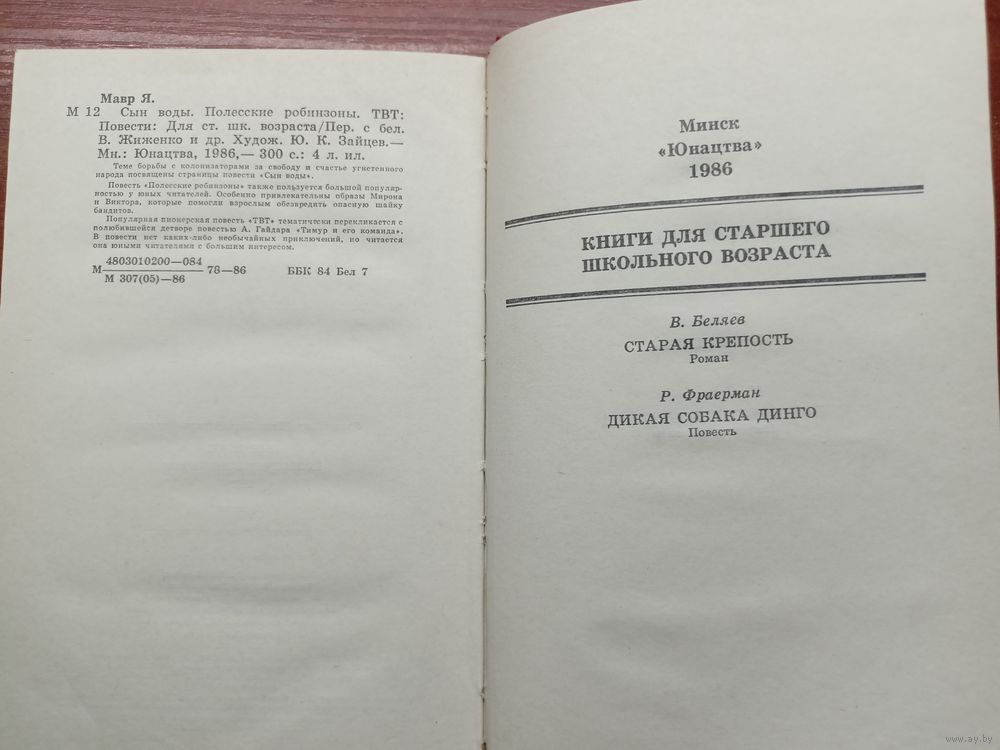 Мавр Я.
М 12 Сын воды. Полесские робинзоны. ТВТ:
Повести: Для ст. шк. возраста/Пер. с бел.
В. Жиженко и др. Худож. Ю. К. Зайцев.—
Мн.: Юнацтва, 1986,— 300 с.: 4 л. ил.
Теме борьбы с колонизаторами за свободу и счастье угнетенного
народа посвящены страницы повести «Сын воды».
Повесть «Полесские робинзоны» также пользуется большой популяр-
ностью у юных читателей. Особенно привлекательны образы Мирона
и Виктора, которые помогли взрослым обезвредить опасную шайку
бандитов.
Популярная пионерская повесть «ТВТ» тематически перекликается с
полюбившейся детворе повестью А. Гайдара «Тимур и его команда».
В повести нет каких-либо необычайных приключений, но читается
она юными читателями с большим интересом.
4803010200—084
М 78—86 ББК 84 Бел 7
М 307(05)—86
Минск
«Юнацтва»
1986
КНИГИ ДЛЯ СТАРШЕГО
ШКОЛЬНОГО ВОЗРАСТА
В. Беляев
СТАРАЯ КРЕПОСТЬ
Роман
Р. Фраерман
ДИКАЯ СОБАКА ДИНГО
Повесть
www.ay.by